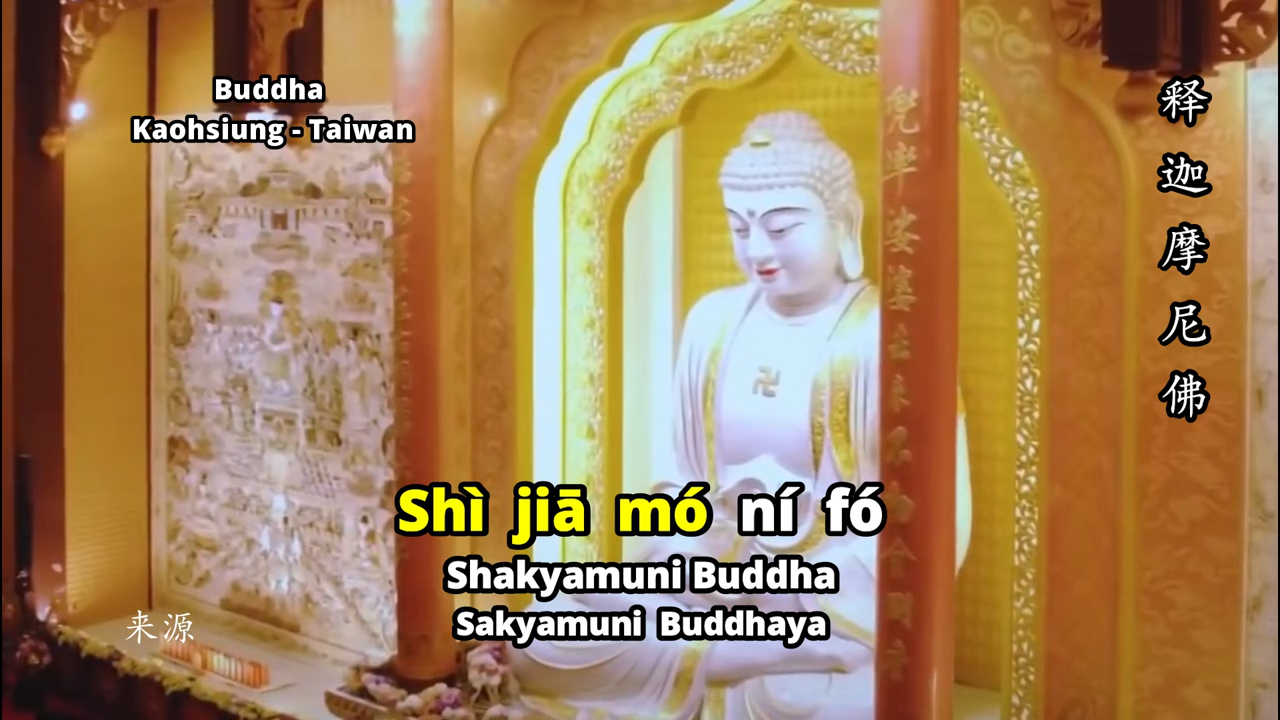 Buddha
Kaohsiung - Taiwan
释迦摩尼佛
Shì jiā mó ní fó
Shakyamuni Buddha
Sakyamuni Buddhaya
来源